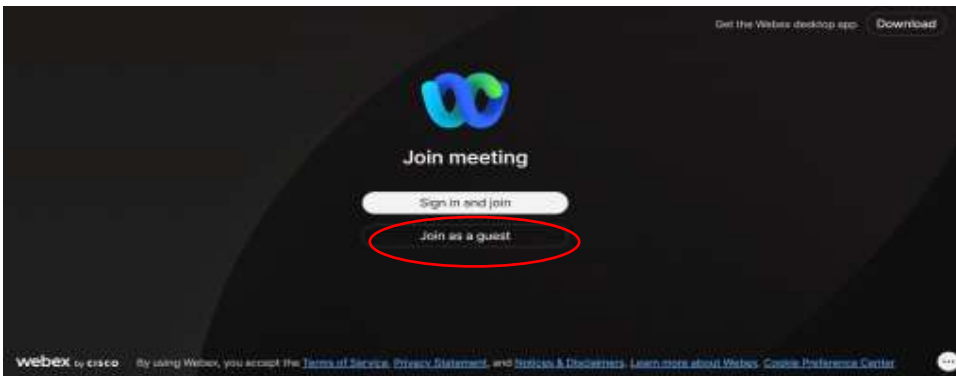 Get the Webex desktop app Download
Join meeting
Sign in and join
Join as a guest
webex by CISCO By using Webex, you accept the Terms of Service, Privacy Statement, and Notices & Disclaimers. Learn more about Webex. Cookie Preference Center